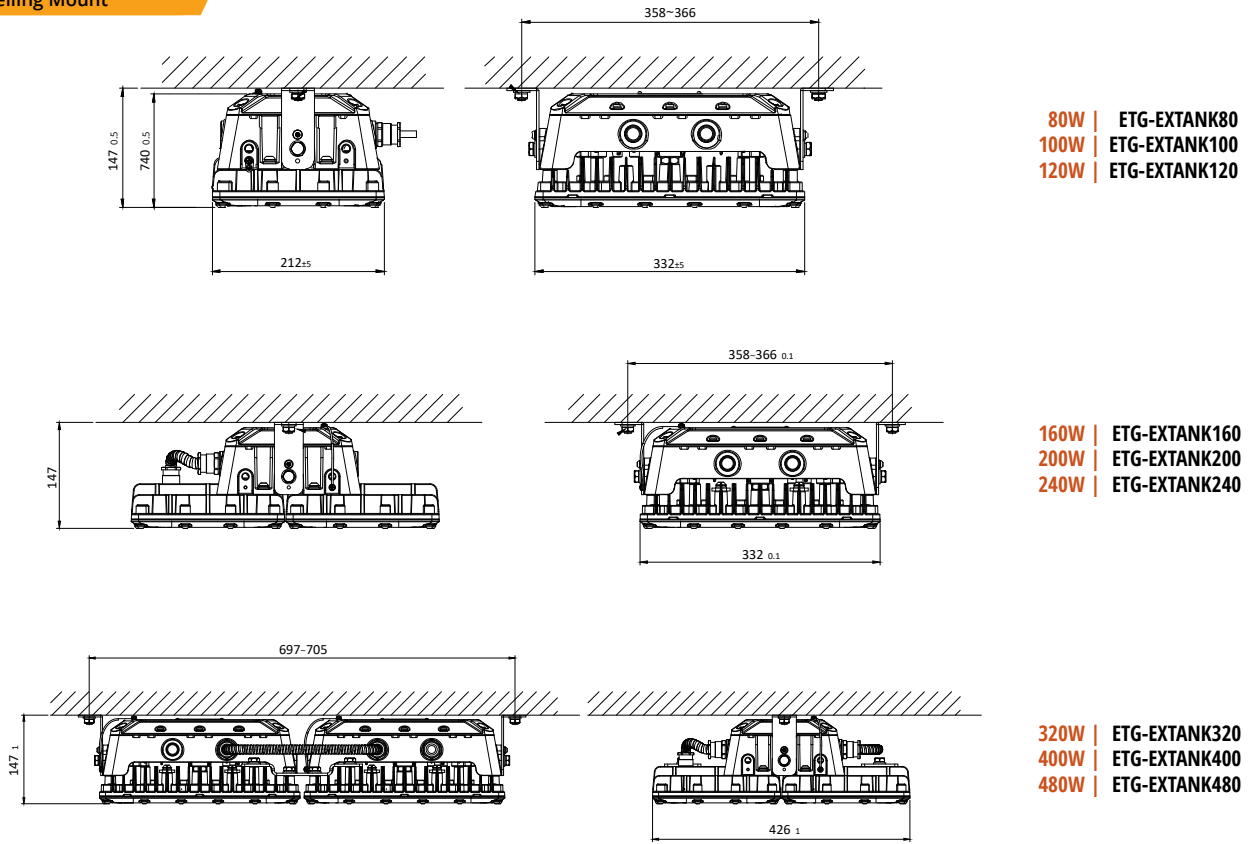 elling Mount
358~366
147 0.5
740 0.5
212±5
332±5
80W | ETG-EXTANK80
100W | ETG-EXTANK100
120W | ETG-EXTANK120
358-366 0.1
147
332 0.1
160W | ETG-EXTANK160
200W | ETG-EXTANK200
240W | ETG-EXTANK240
697-705
147 1
426 1
320W | ETG-EXTANK320
400W | ETG-EXTANK400
480W | ETG-EXTANK480